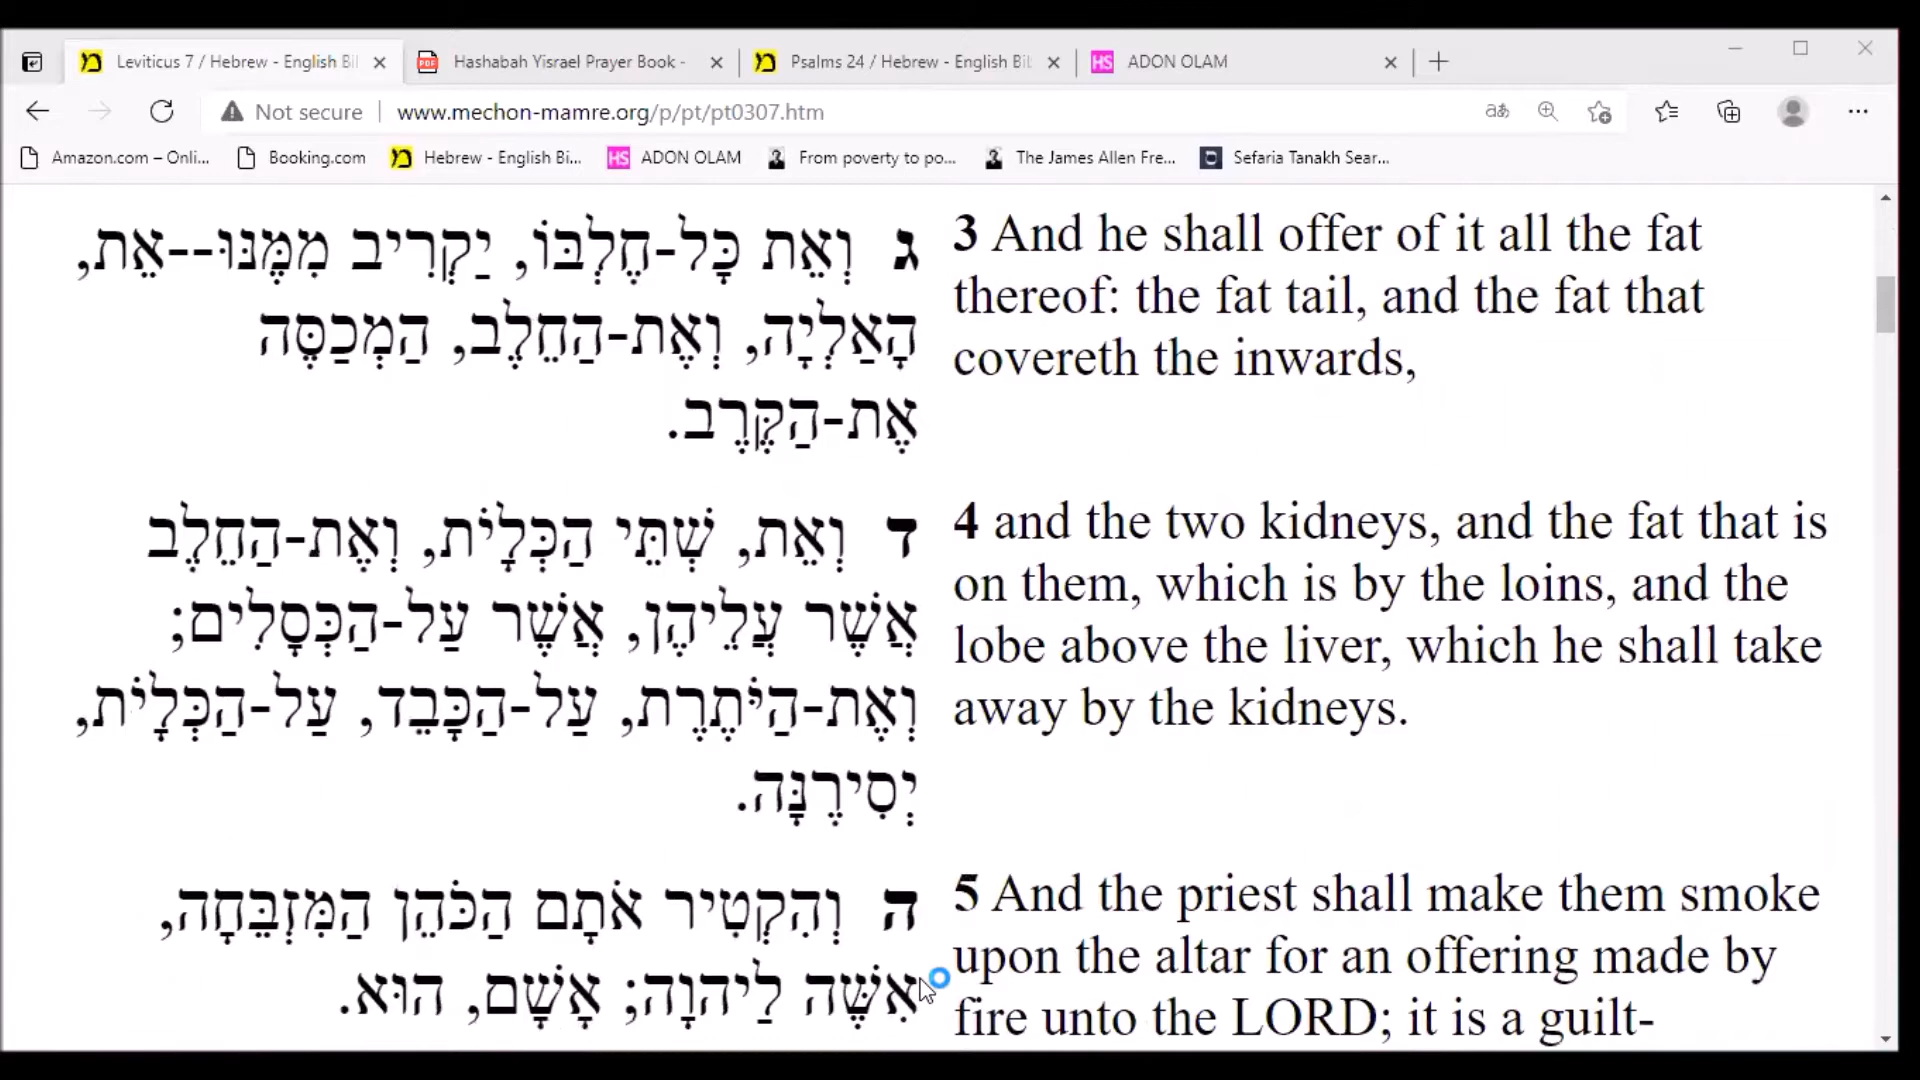 Leviticus 7 / Hebrew - English Bil
Hashabah Yisrael Prayer Book -
Psalms 24 / Hebrew - English Bil
ADON OLAM
Not secure
www.mechon-mamre.org/p/pt/pt0307.htm
Amazon.com – Onli...
Booking.com
Hebrew - English Bi...
ADON OLAM
From poverty to po...
The James Allen Fre...
Sefaria Tanakh Sear...
ג וְאֵת כָּל-חֶלְבּוֹ, יַקְרִיב מִמֶּנּוּ--אֵת,
הָאַלְיָה, וְאֶת-הַחֵלֶב, הַמְכַסֶּה
אֶת-הַקֶּרֶב.
3 And he shall offer of it all the fat
thereof: the fat tail, and the fat that
covereth the inwards,
ד וְאֵת, שְׁתֵּי הַכְּלָיֹת, וְאֶת-הַחֵלֶב
אֲשֶׁר עֲלֵיהֶן, אֲשֶׁר עַל-הַכְּסָלִים;
וְאֶת-הַיֹּתֶרֶת, עַל-הַכָּבֵד, עַל-הַכְּלָיֹת,
יְסִירֶנָּה.
4 and the two kidneys, and the fat that is
on them, which is by the loins, and the
lobe above the liver, which he shall take
away by the kidneys.
ה וְהִקְטִיר אֹתָם הַכֹּהֵן הַמִּזְבֵּחָה,
אִשֶּׁה לַיהוָה; אָשָׁם, הוּא.
5 And the priest shall make them smoke
upon the altar for an offering made by
fire unto the LORD; it is a guilt-